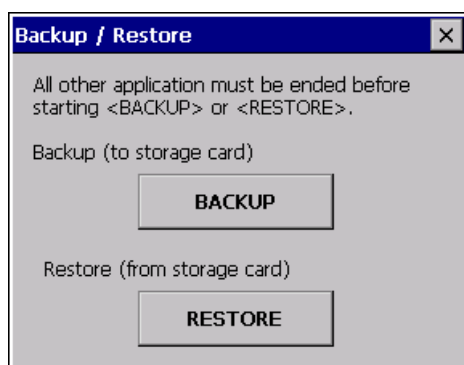 Backup / Restore
All other application must be ended before
starting <BACKUP> or <RESTORE>.
Backup (to storage card)
BACKUP
Restore (from storage card)
RESTORE